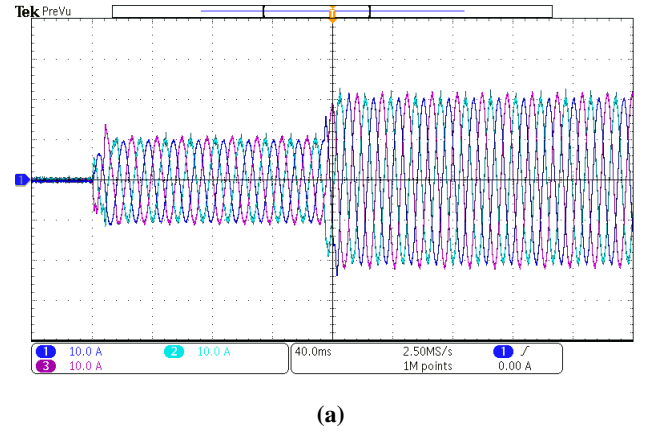 Tek PreVu
T
1
1 10.0 A 2 10.0 A 40.0ms 2.50MS/s 1 /
3 10.0 A 1M points 0.00 A
(a)